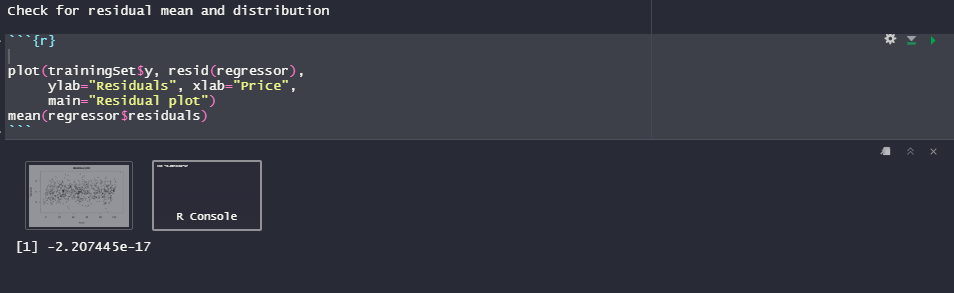 Check for residual mean and distribution
```{r}
plot(trainingSet$y, resid(regressor),
ylab="Residuals", xlab="Price",
main="Residual plot")
mean(regressor$residuals)
```
R Console
[1] -2.207445e-17